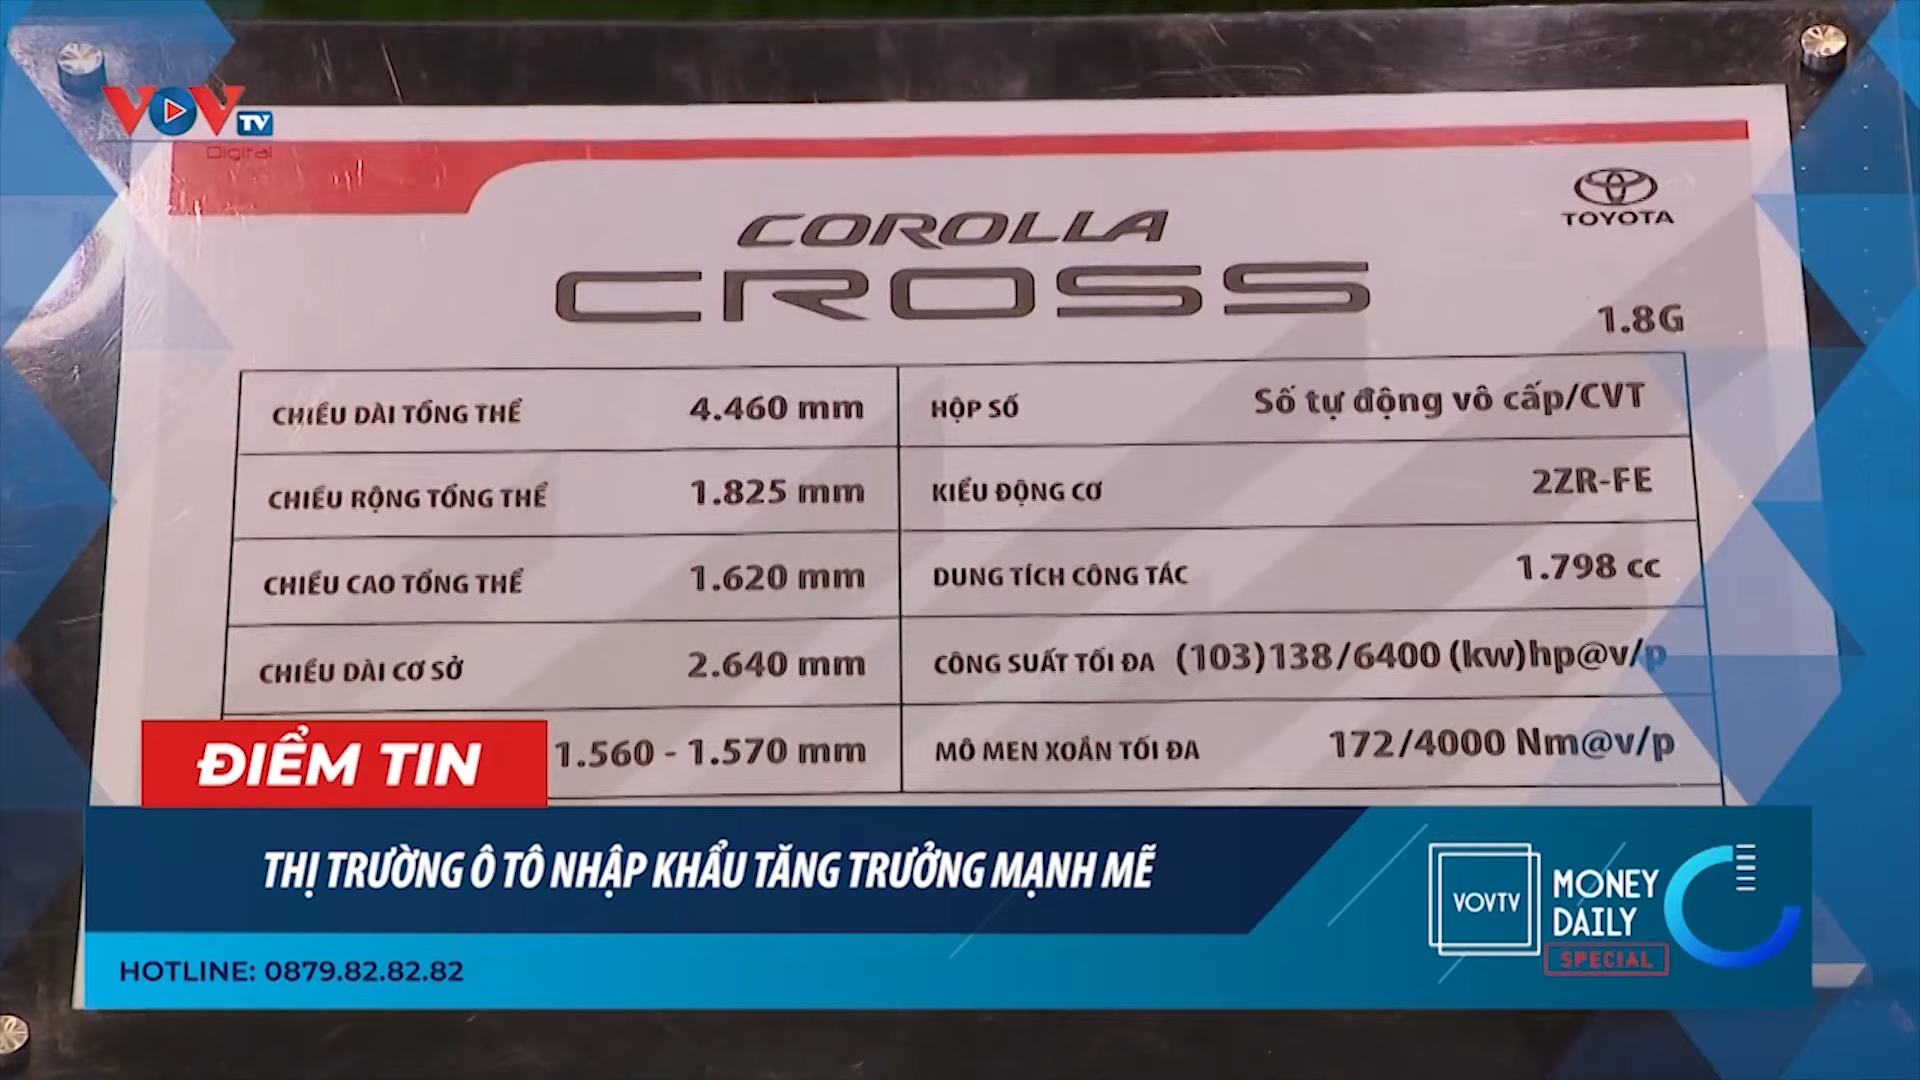 VOV TV
Digital
TOYOTA
COROLLA
CROSS
1.8G
CHIỀU DÀI TỔNG THỂ 4.460 mm HỘP SỐ Số tự động vô cấp/CVT
CHIỀU RỘNG TỔNG THỂ 1.825 mm KIỂU ĐỘNG CƠ 2ZR-FE
CHIỀU CAO TỔNG THỂ 1.620 mm DUNG TÍCH CÔNG TÁC 1.798 cc
CHIỀU DÀI CƠ SỞ 2.640 mm CÔNG SUẤT TỐI ĐA (103)138/6400 (kw)hp@v/p
1.560 - 1.570 mm MÔ MEN XOẮN TỐI ĐA 172/4000 Nm@v/p
ĐIỂM TIN
THỊ TRƯỜNG Ô TÔ NHẬP KHẨU TĂNG TRƯỞNG MẠNH MẼ
VOVTV
MONEY
DAILY
SPECIAL
HOTLINE: 0879.82.82.82